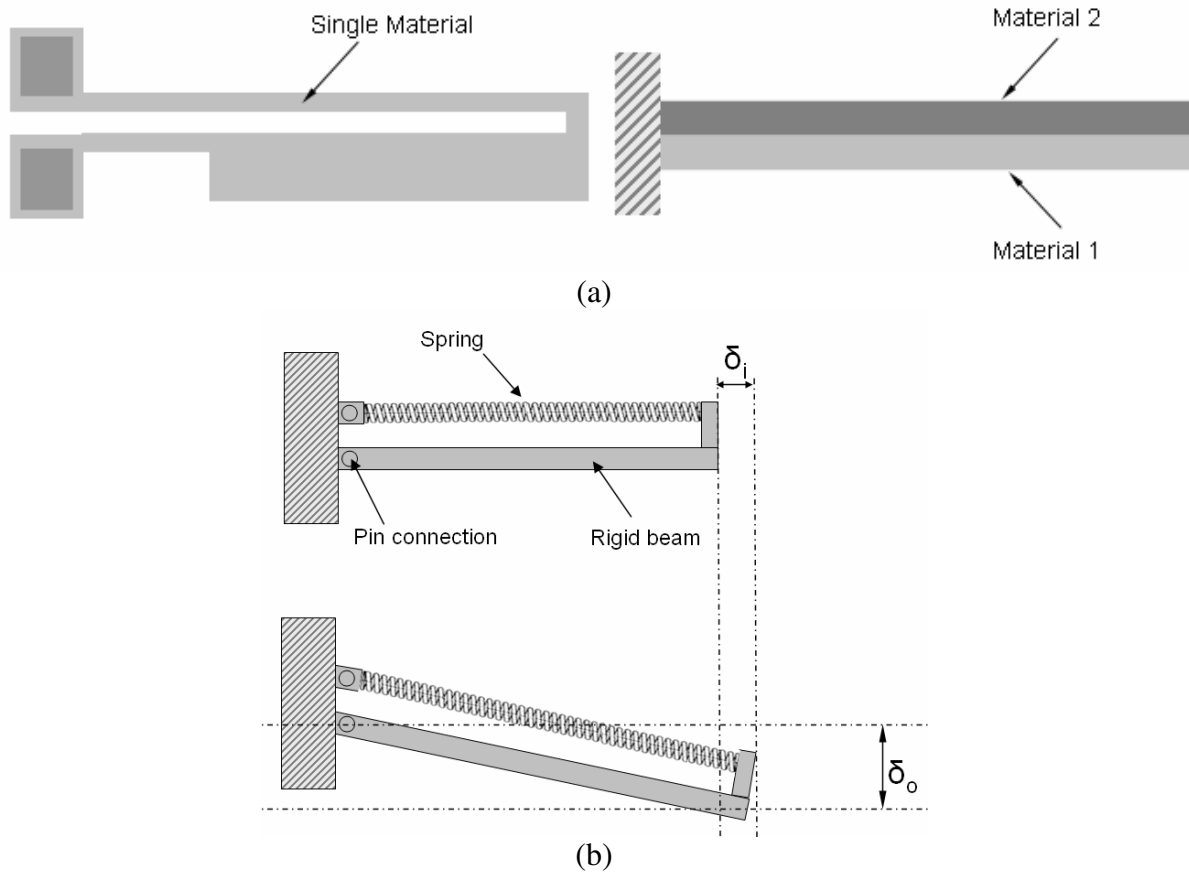 Single Material
Material 2
Material 1
(a)
Spring
δi
Pin connection
Rigid beam
δo
(b)